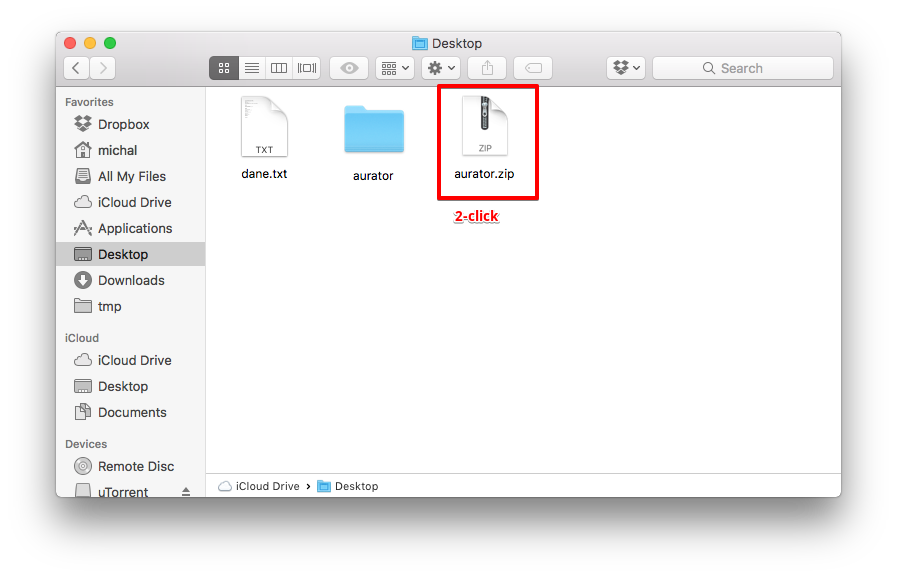 Desktop
Search
Favorites
Dropbox
michal
All My Files
iCloud Drive
Applications
Desktop
Downloads
tmp
iCloud
iCloud Drive
Desktop
Documents
Devices
Remote Disc
uTorrent
TXT
dane.txt
aurator
ZIP
aurator.zip
2-click
iCloud Drive › Desktop